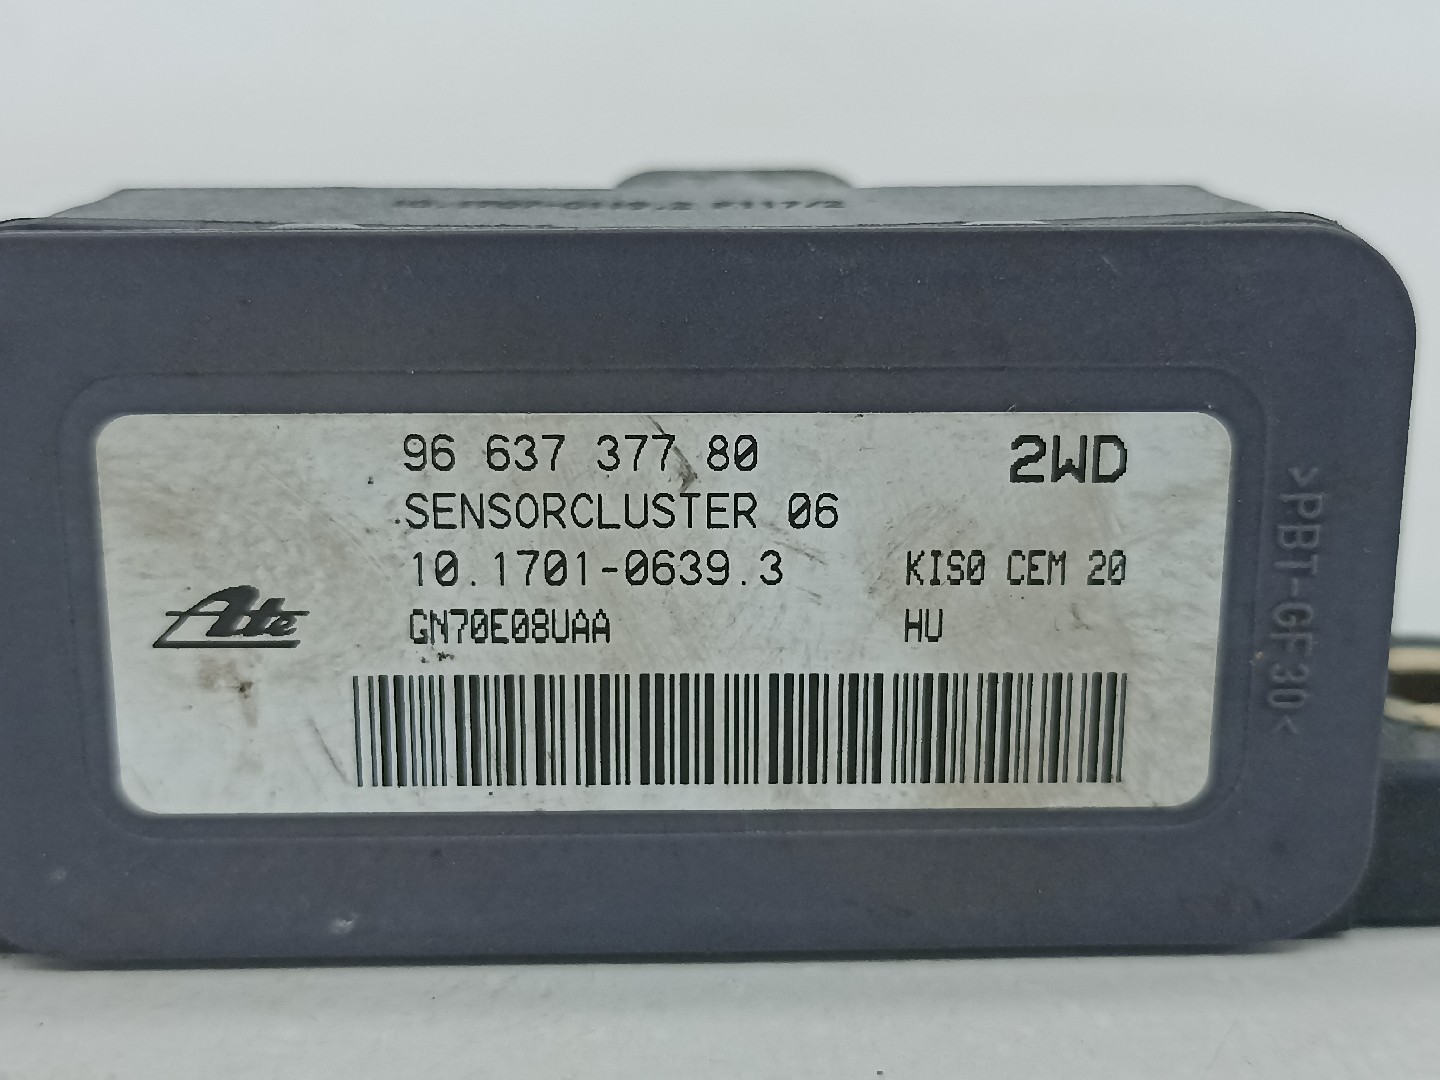 96 637 377 80 2WD
SENSORCLUSTER 06
10.1701-0639.3 KIS0 CEM 20
Ate GN70E08UAA HU
>PBT-GF30<